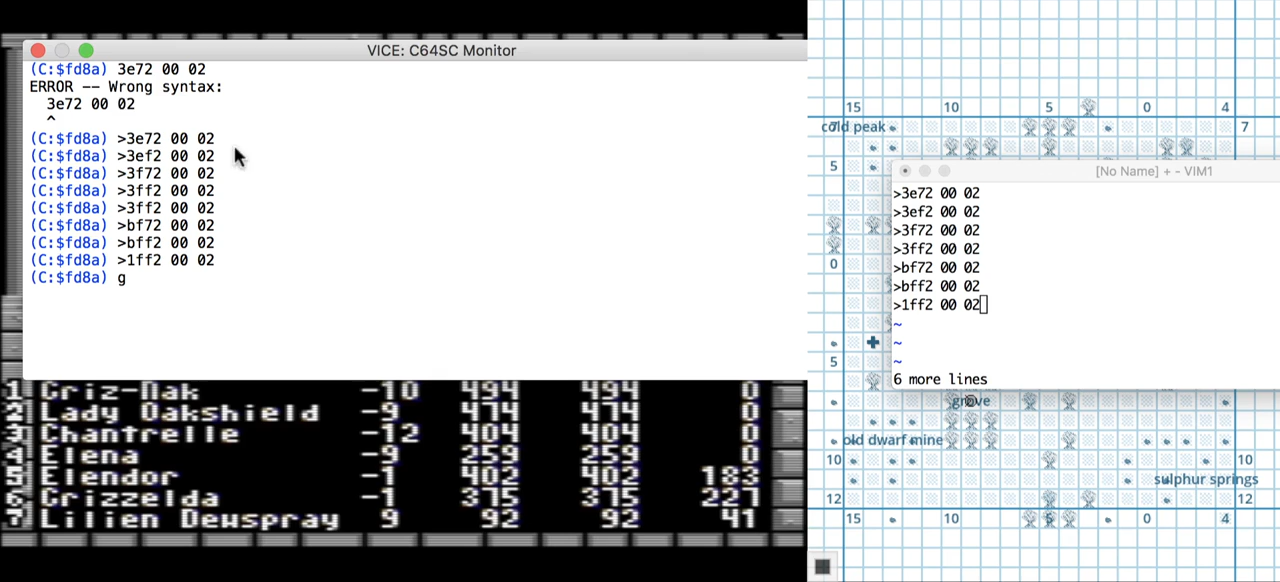 VICE: C64SC Monitor
(C:$fd8a) 3e72 00 02
ERROR -- Wrong syntax:
3e72 00 02
^
(C:$fd8a) >3e72 00 02
(C:$fd8a) >3ef2 00 02
(C:$fd8a) >3f72 00 02
(C:$fd8a) >3ff2 00 02
(C:$fd8a) >3ff2 00 02
(C:$fd8a) >bf72 00 02
(C:$fd8a) >bff2 00 02
(C:$fd8a) >1ff2 00 02
(C:$fd8a) g
1 Criz-Nak -10 494 494 0
2 Lady Oakshield -9 474 474 0
3 Chantrelle -12 404 404 0
4 Elena -9 259 259 0
5 Elendor -1 402 402 183
6 Grizzelda -1 375 375 227
7 Lilien Dewspray 9 92 92 41
15 10 5 0 4
cold peak 7 7
5
0
5
[No Name] + - VIM1
>3e72 00 02
>3ef2 00 02
>3f72 00 02
>3ff2 00 02
>bf72 00 02
>bff2 00 02
>1ff2 00 02
~
~
~
6 more lines
grove
old dwarf mine
10 10
sulphur springs
12 12
15 10 5 0 4